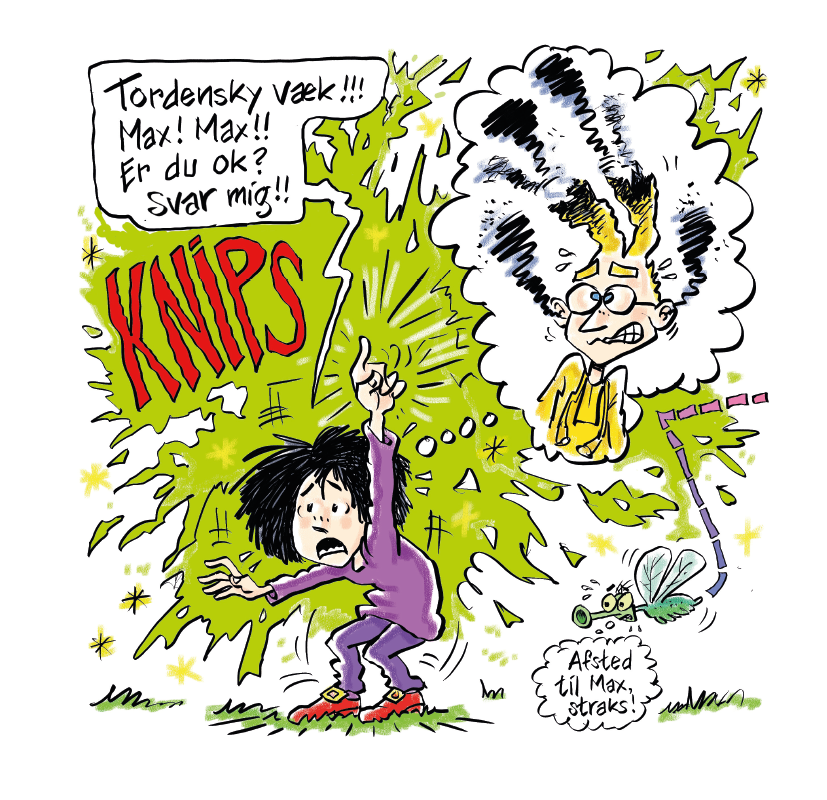 Tordensky væk!!!
Max! Max!!
Er du ok?
Svar mig!!
KNIPS
Afsted
til Max,
straks!